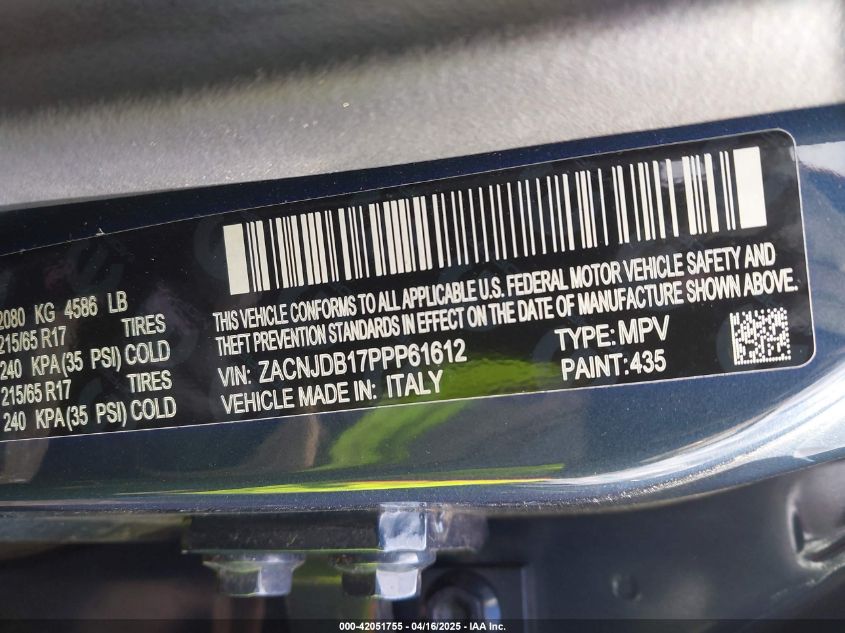 2080 KG 4586 LB
215/65 R17 TIRES
240 KPA(35 PSI) COLD
215/65 R17 TIRES
240 KPA(35 PSI) COLD
THIS VEHICLE CONFORMS TO ALL APPLICABLE U.S. FEDERAL MOTOR VEHICLE SAFETY AND
THEFT PREVENTION STANDARDS IN EFFECT ON THE DATE OF MANUFACTURE SHOWN ABOVE.
VIN: ZACNJDB17PPP61612 TYPE:MPV
VEHICLE MADE IN: ITALY PAINT:435
000-42051755 - 04/16/2025 - IAA Inc.